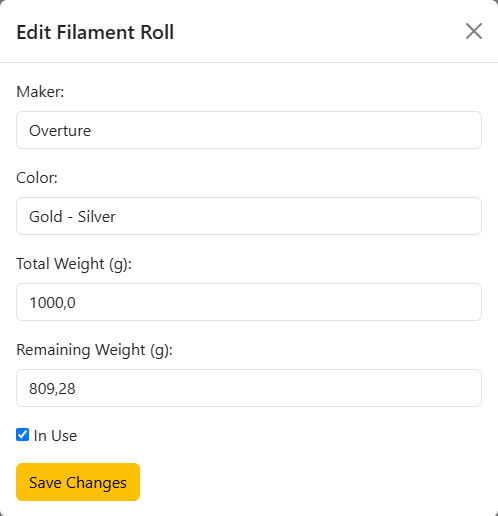 Edit Filament Roll
Maker:
Overture
Color:
Gold - Silver
Total Weight (g):
1000,0
Remaining Weight (g):
809,28
In Use
Save Changes